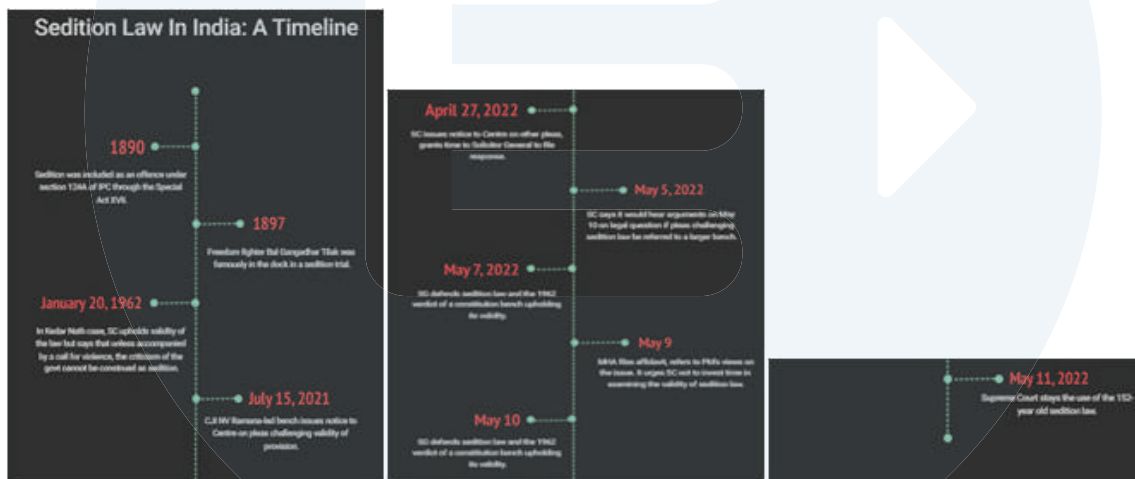 Sedition Law In India: A Timeline
1890
Sedition was included as an offence under
section 124A of IPC through the Special
Act XVII.
1897
Freedom fighter Bal Gangadhar Tilak was
famously in the dock in a sedition trial.
January 20, 1962
In Kedar Nath case, SC upholds validity of
the law but says that unless accompanied
by a call for violence, the criticism of the
govt cannot be construed as sedition.
July 15, 2021
CJI NV Ramana-led bench issues notice to
Centre on pleas challenging validity of
provision.
April 27, 2022
SC issues notice to Centre on other pleas,
grants time to Solicitor General to file
response.
May 5, 2022
SC says it would hear arguments on May
10 on legal question if pleas challenging
sedition law be referred to a larger bench.
May 7, 2022
SG defends sedition law and the 1962
verdict of a constitution bench upholding
its validity.
May 9
MHA files affidavit, refers to PM's views on
the issue. It urges SC not to invest time in
examining the validity of sedition law.
May 10
SG defends sedition law and the 1962
verdict of a constitution bench upholding
its validity.
May 11, 2022
Supreme Court stays the use of the 152-
year old sedition law.